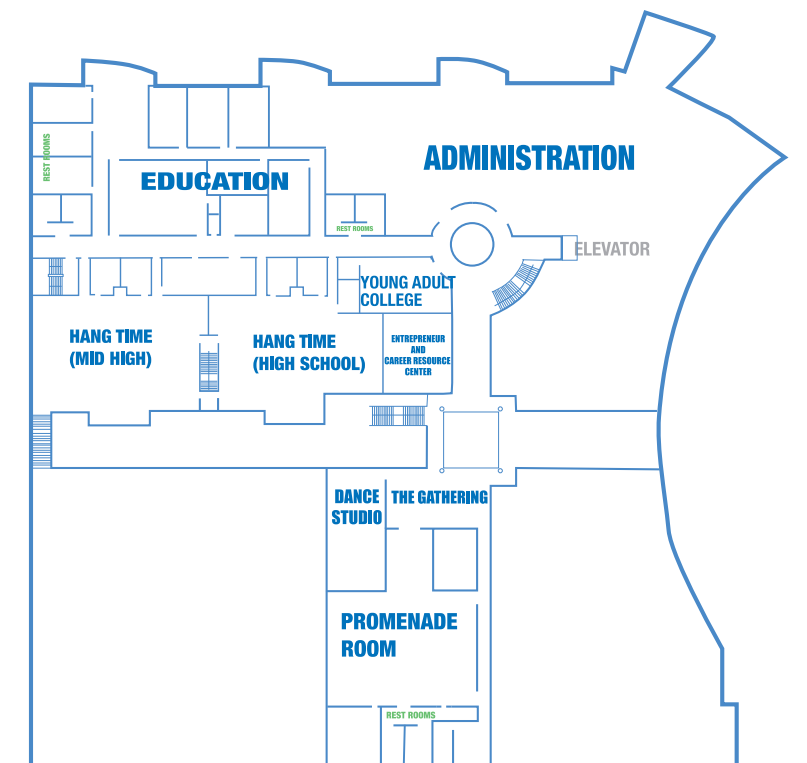 REST ROOMS
EDUCATION
ADMINISTRATION
REST ROOMS
ELEVATOR
YOUNG ADULT
COLLEGE
HANG TIME
(MID HIGH)
HANG TIME
(HIGH SCHOOL)
ENTREPRENEUR
AND
CAREER RESOURCE
CENTER
DANCE
STUDIO
THE GATHERING
PROMENADE
ROOM
REST ROOMS